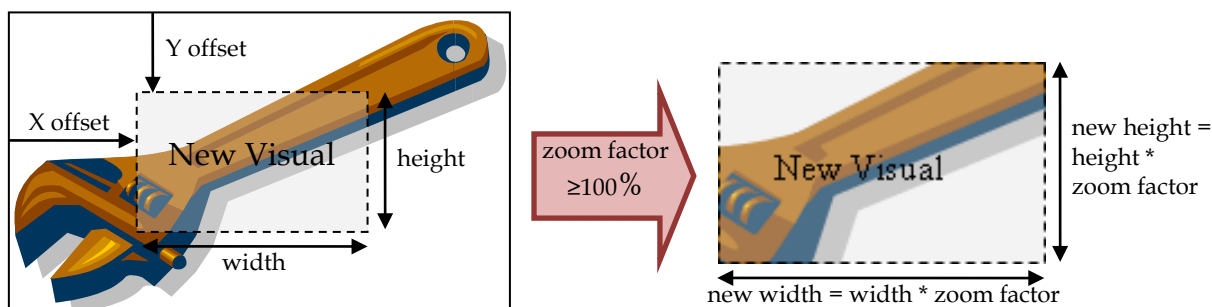 Y offset
X offset
New Visual
height
width
zoom factor
≥100%
New Visual
new height =
height *
zoom factor
new width = width * zoom factor